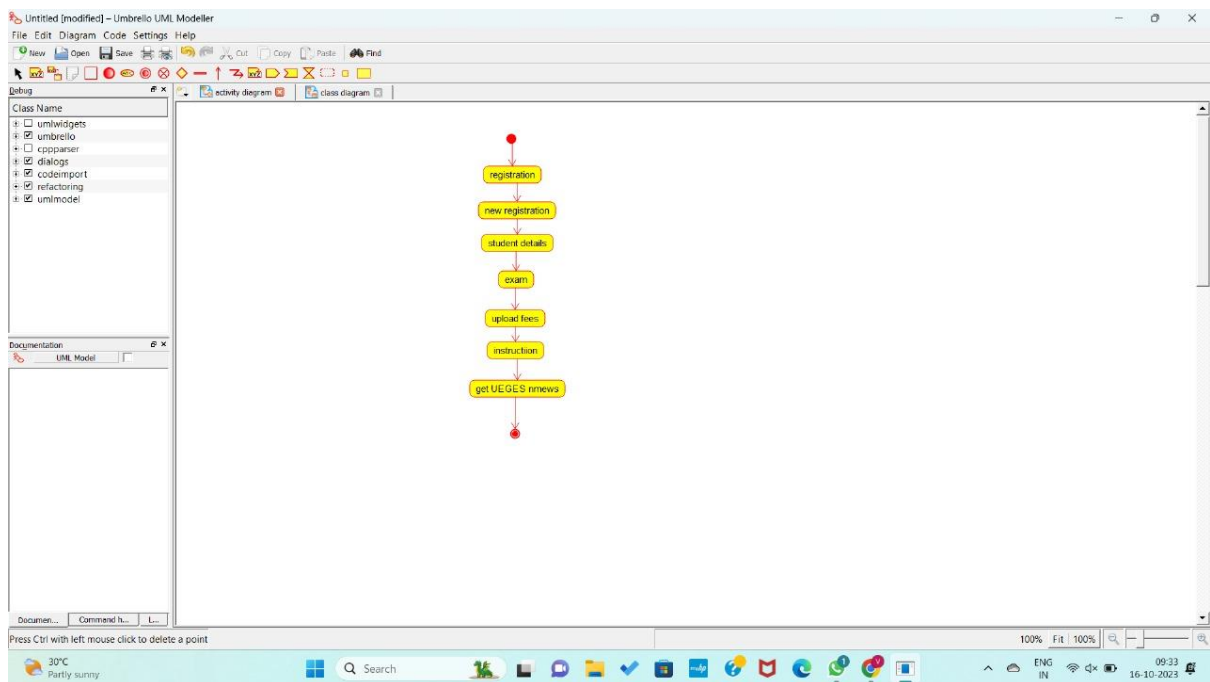 Untitled [modified] – Umbrello UML Modeller
File Edit Diagram Code Settings Help
New Open Save Cut Copy Paste Find
Debug
activity diagram class diagram
Class Name
umlwidgets
umbrello
cppparser
dialogs
codeimport
refactoring
umlmodel
registration
new registration
student details
exam
upload fees
instructiion
get UEGES nmews
Documentation
UML Model
Documen... Command h... L...
Press Ctrl with left mouse click to delete a point
100% Fit 100%
30°C
Partly sunny
Search
ENG
IN
09:33
16-10-2023